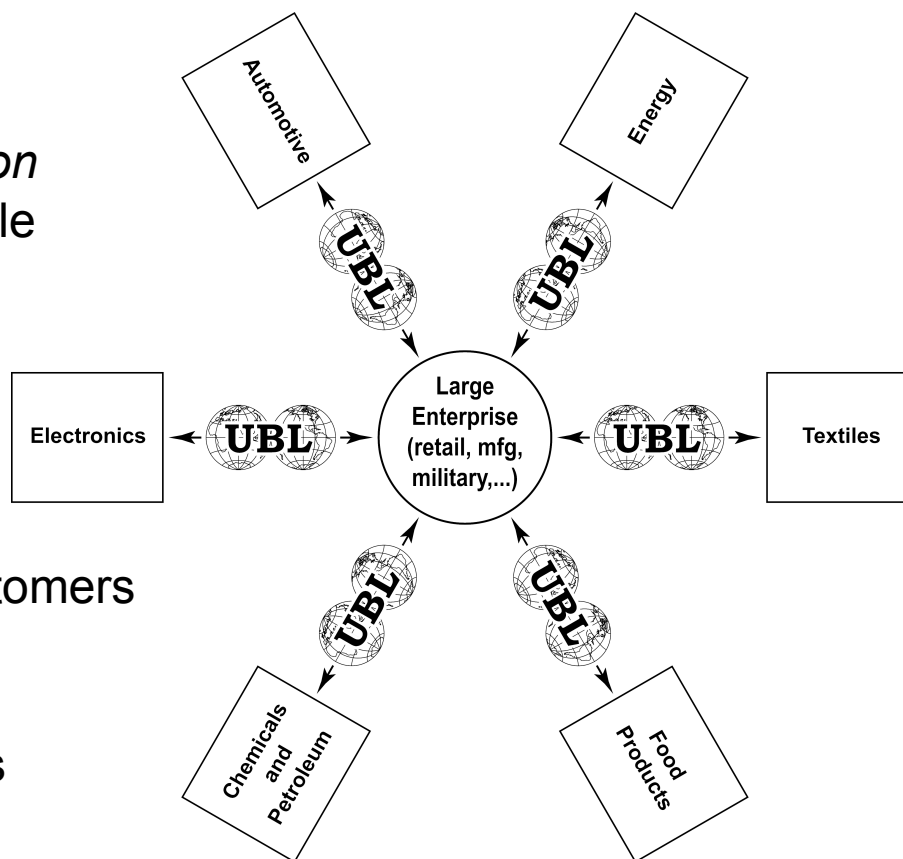 Automotive
Energy
on
le
UBL
UBL
Large
Enterprise
(retail, mfg,
military,...)
Electronics
UBL
UBL
Textiles
tomers
UBL
UBL
s
Chemicals
and
Petroleum
Food
Products